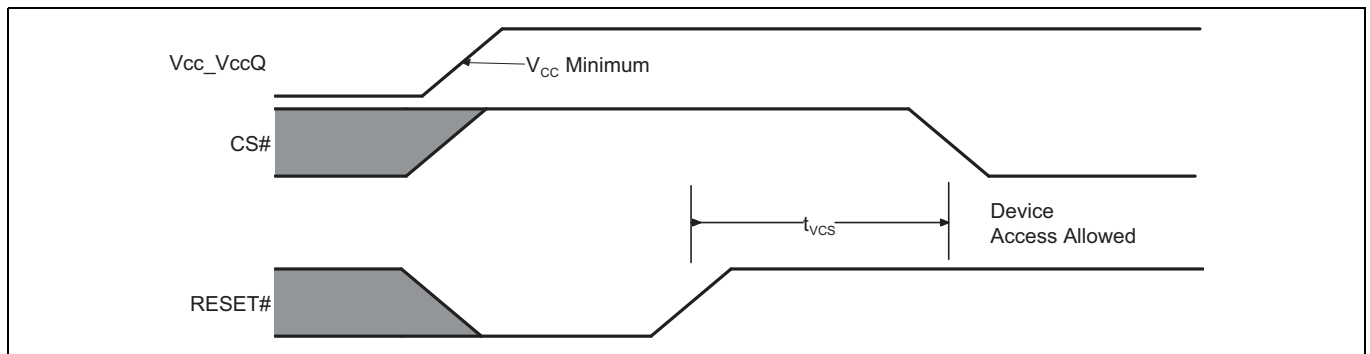 Vcc_VccQ
VCC Minimum
CS#
tVCS
Device
Access Allowed
RESET#